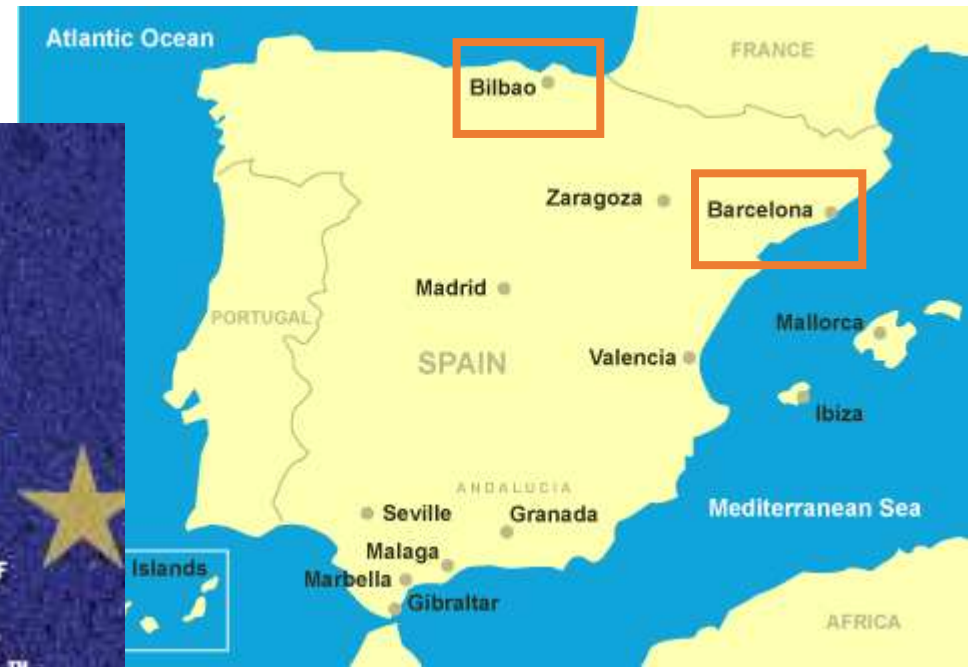 Atlantic Ocean
FRANCE
Bilbao
Zaragoza
Barcelona
Madrid
PORTUGAL
Mallorca
SPAIN
Valencia
Ibiza
ANDALUCIA
Mediterranean Sea
Seville
Granada
Malaga
Islands
Marbella
Gibraltar
AFRICA
TM